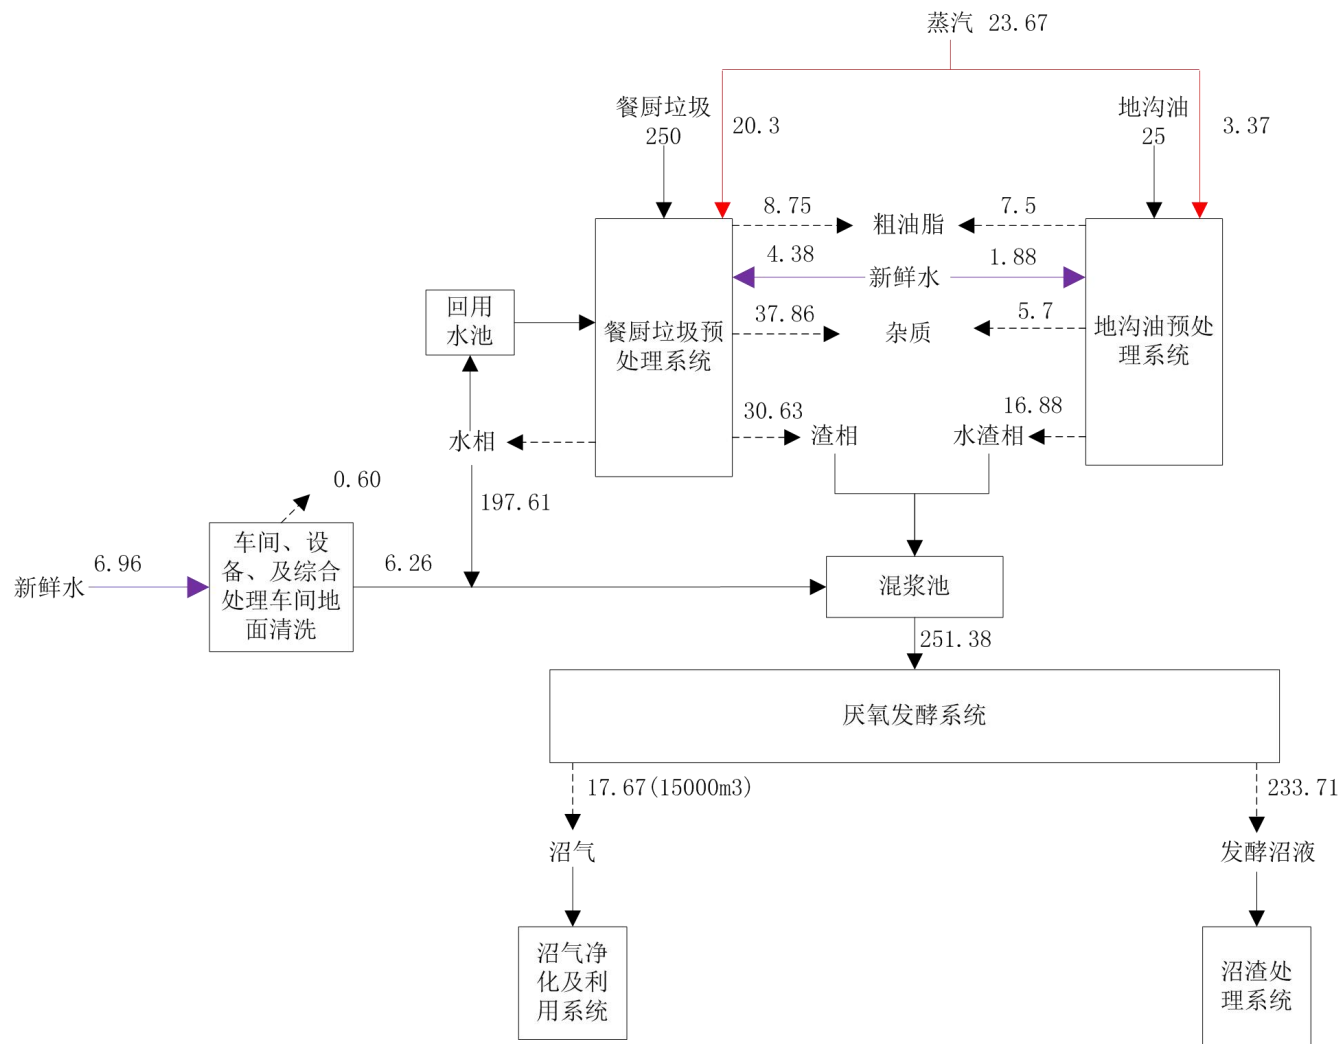 蒸汽 23.67
餐厨垃圾
250
20.3
地沟油
25
3.37
8.75
粗油脂
7.5
4.38
新鲜水
1.88
回用
水池
餐厨垃圾预
处理系统
37.86
杂质
5.7
地沟油预处
理系统
水相
30.63
渣相
水渣相
16.88
0.60
197.61
新鲜水
6.96
车间、设
备、及综合
处理车间地
面清洗
6.26
混浆池
251.38
厌氧发酵系统
17.67(15000m3)
233.71
沼气
发酵沼液
沼气净
化及利
用系统
沼渣处
理系统